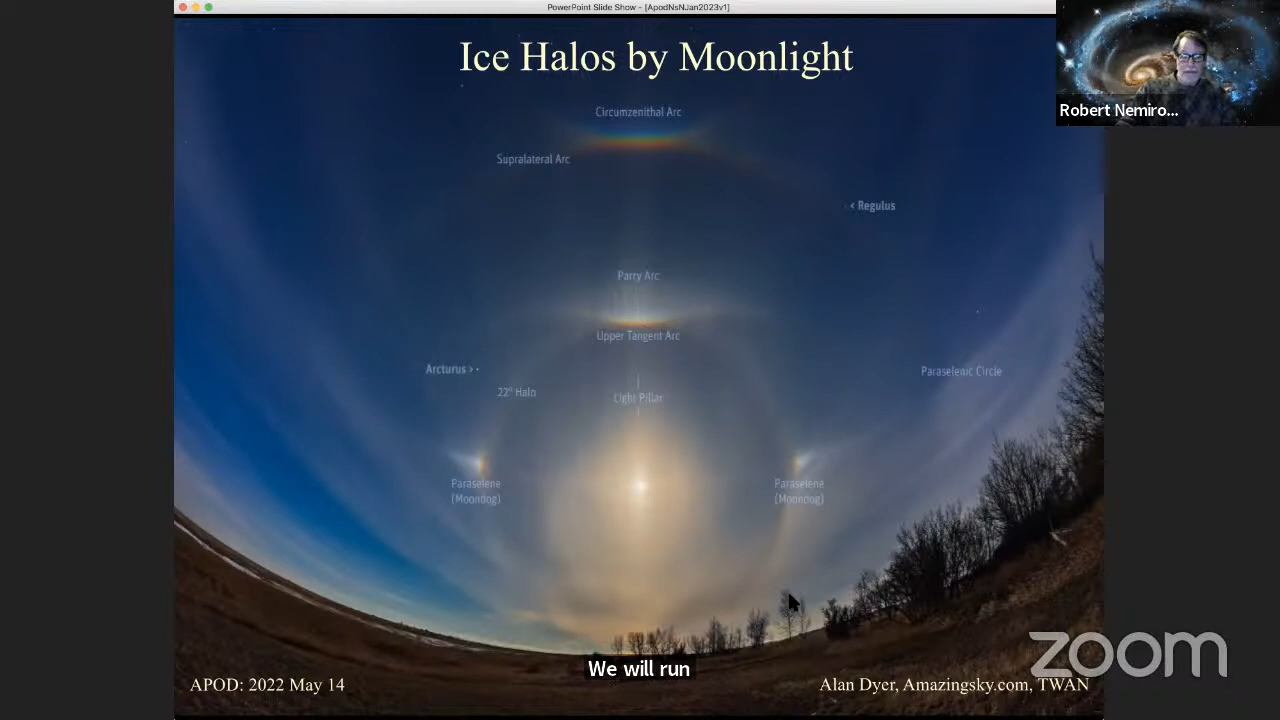 PowerPoint Slide Show - [ApodNsNJan2023v1]
Ice Halos by Moonlight
Robert Nemiro...
Circumzenithal Arc
Supralateral Arc
‹ Regulus
Parry Arc
Upper Tangent Arc
Arcturus ›
Paraselenic Circle
22° Halo
Light Pillar
Paraselene
(Moondog)
Paraselene
(Moondog)
zoom
We will run
APOD: 2022 May 14
Alan Dyer, Amazingsky.com, TWAN